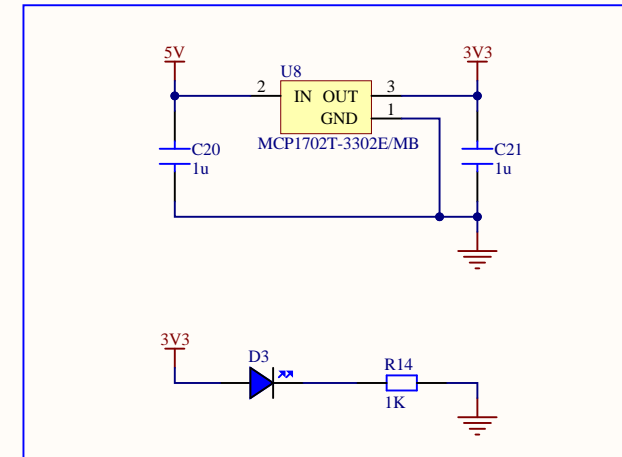 5V
3V3
U8
2
3
IN OUT
GND
1
C20
1u
C21
1u
MCP1702T-3302E/MB
3V3
D3
R14
1K